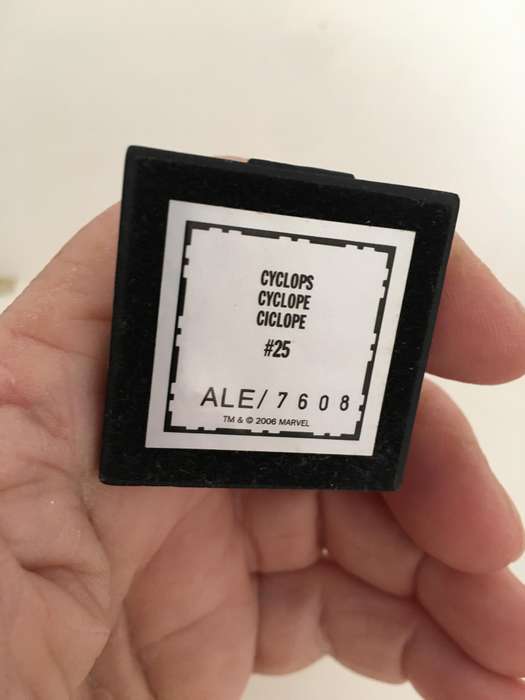 CYCLOPS
CYCLOPE
CICLOPE
#25
ALE/7608
TM & © 2006 MARVEL